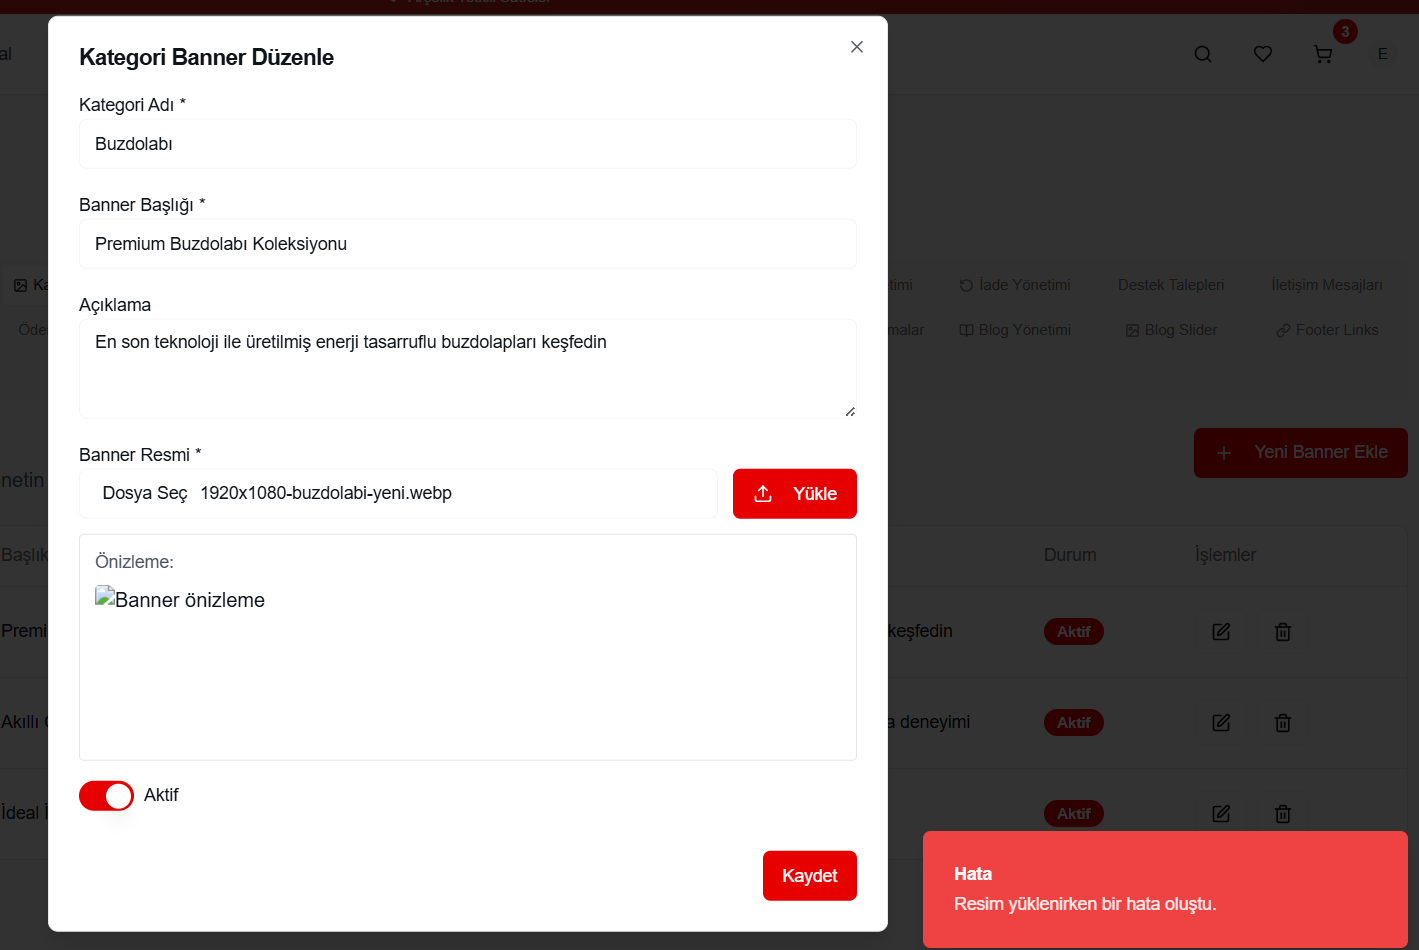 al
3
E
Kategori Banner Düzenle
Kategori Adı *
Buzdolabı
Banner Başlığı *
Premium Buzdolabı Koleksiyonu
Açıklama
En son teknoloji ile üretilmiş enerji tasarruflu buzdolapları keşfedin
Banner Resmi *
Dosya Seç 1920x1080-buzdolabi-yeni.webp
Yükle
Önizleme:
Banner önizleme
Aktif
Kaydet
Ka
timi
İade Yönetimi
Destek Talepleri
İletişim Mesajları
Öde
malar
Blog Yönetimi
Blog Slider
Footer Links
netin
Yeni Banner Ekle
Başlık
Durum
İşlemler
Premi
keşfedin
Aktif
Akıllı
a deneyimi
Aktif
İdeal
Aktif
Hata
Resim yüklenirken bir hata oluştu.